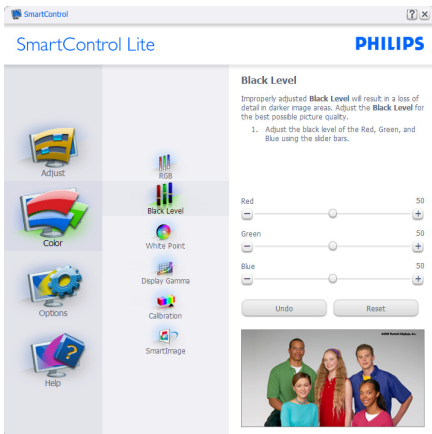 SmartControl
SmartControl Lite
PHILIPS
Adjust
Color
Options
Help
RGB
Black Level
White Point
Display Gamma
Calibration
SmartImage
Black Level
Improperly adjusted Black Level will result in a loss of
detail in darker image areas. Adjust the Black Level for
the best possible picture quality.
1. Adjust the black level of the Red, Green, and
Blue using the slider bars.
Red 50
Green 50
Blue 50
Undo Reset